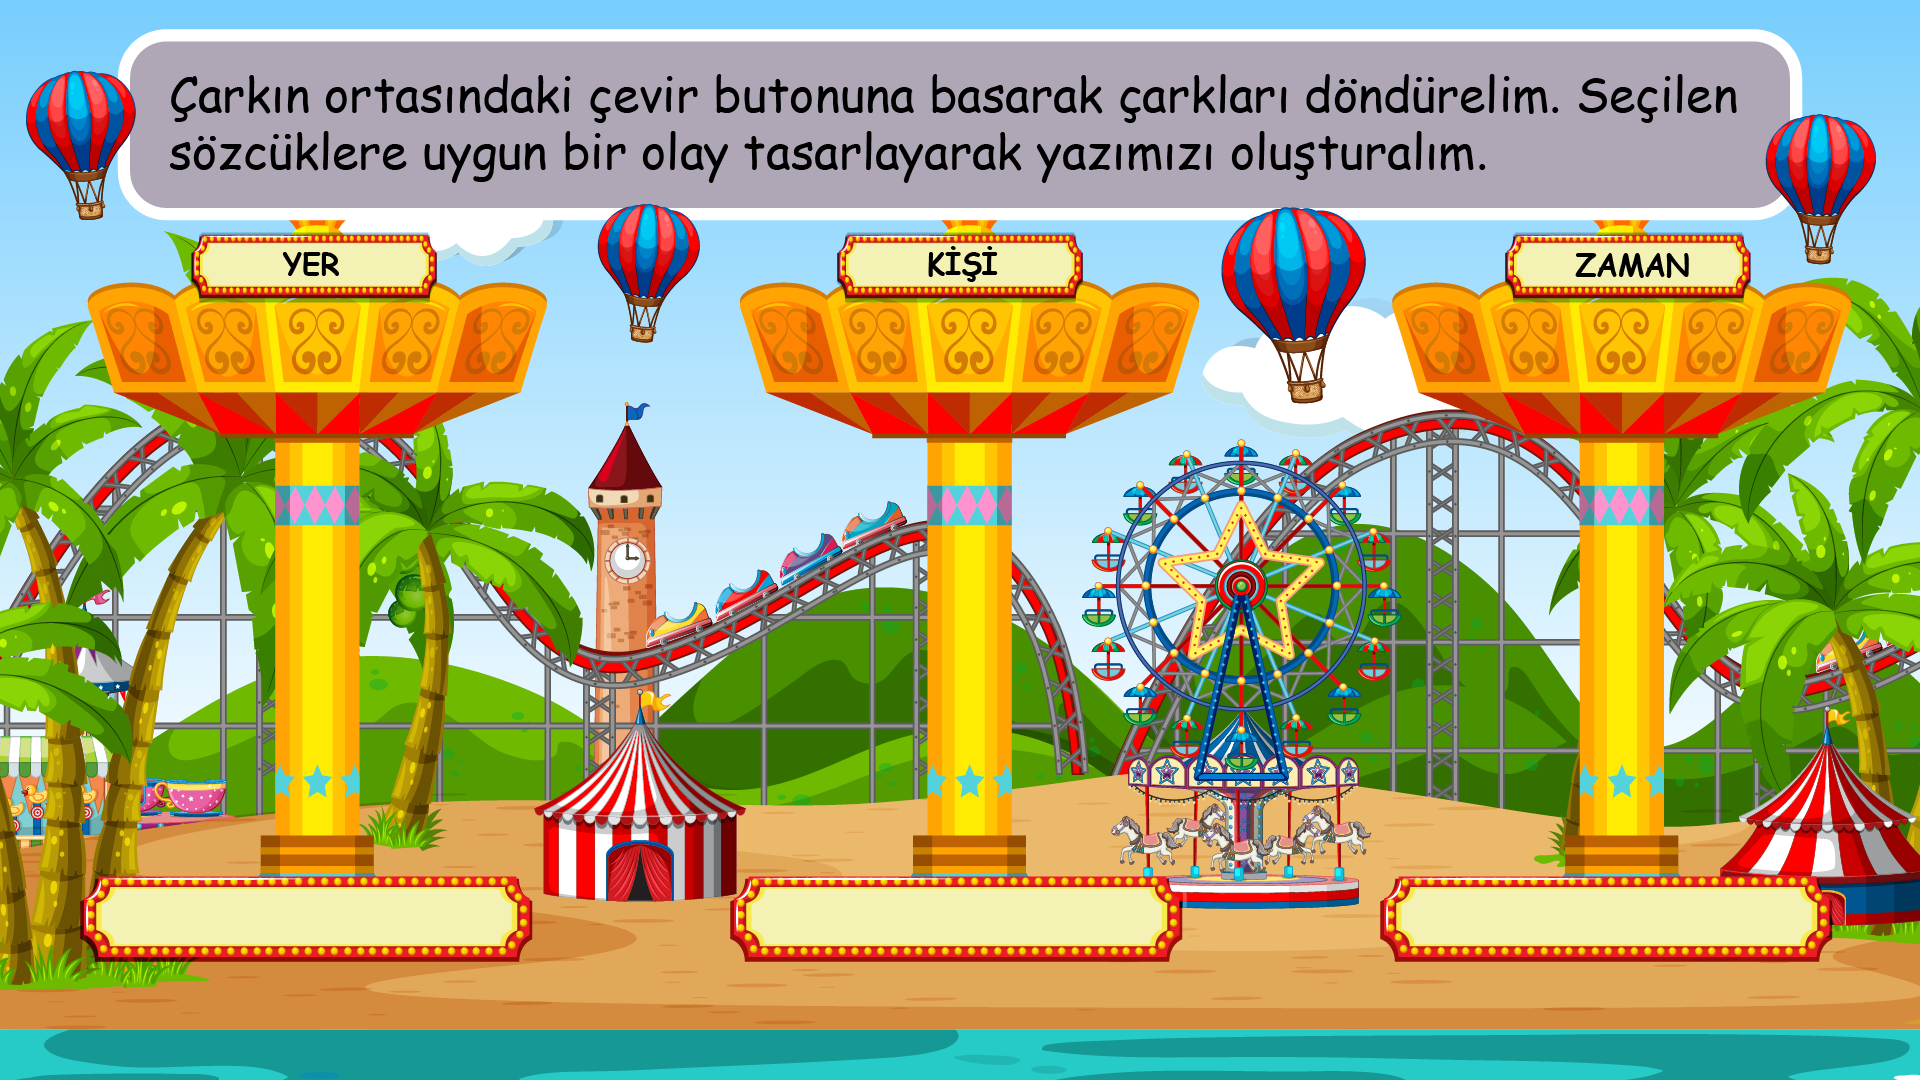 Çarkın ortasındaki çevir butonuna basarak çarkları döndürelim. Seçilen
sözcüklere uygun bir olay tasarlayarak yazımızı oluşturalım.
YER
KİŞİ
ZAMAN